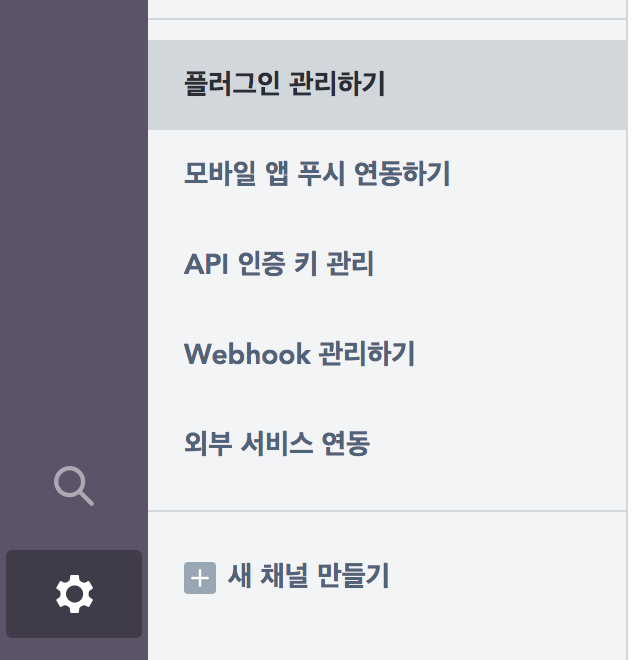 플러그인 관리하기
모바일 앱 푸시 연동하기
API 인증 키 관리
Webhook 관리하기
외부 서비스 연동
새 채널 만들기